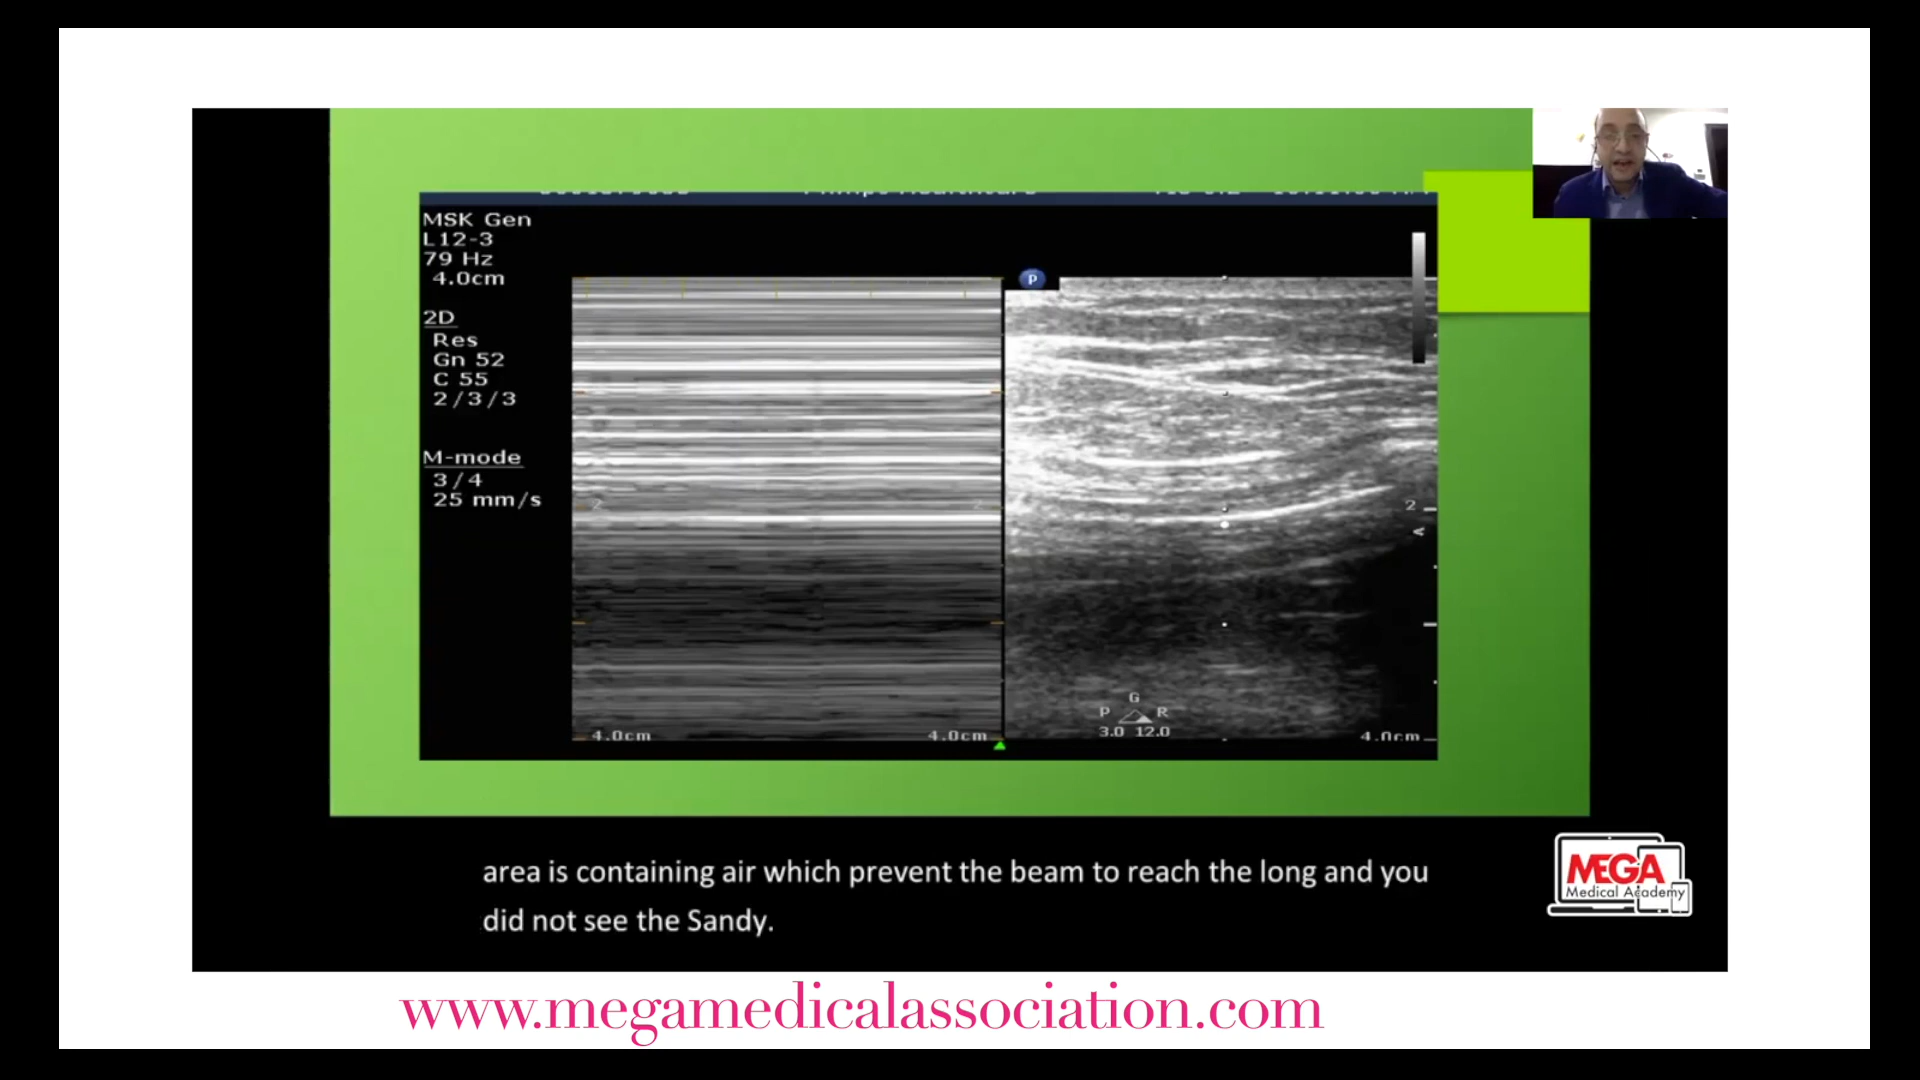 MSK Gen
L12-3
79 Hz
4.0cm
2D
Res
Gn 52
C 55
2/3/3
M-mode
3/4
25 mm/s
P
2
2
2
<
G
P R
3.0 12.0
4.0cm
4.0cm
4.0cm
area is containing air which prevent the beam to reach the long and you
did not see the Sandy.
MEGA
Medical Academy
www.megamedicalassociation.com